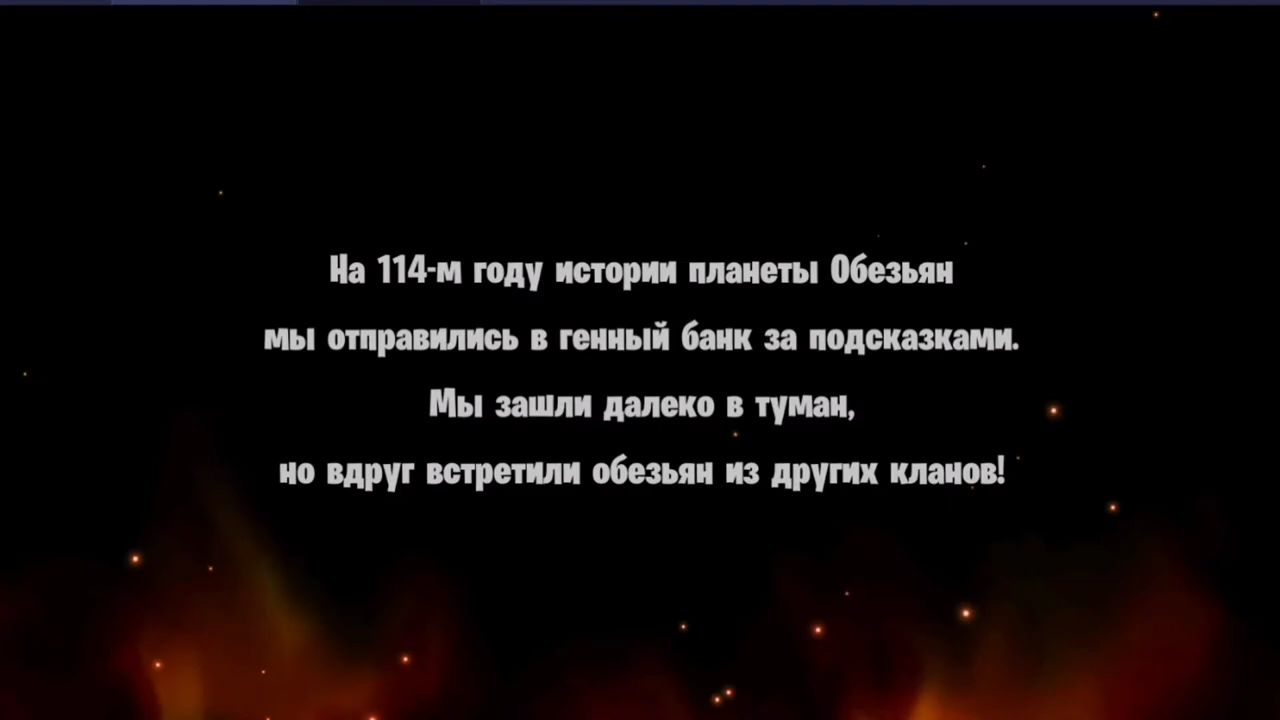 На 114-м году истории планеты Обезьян
мы отправились в генный банк за подсказками.
Мы зашли далеко в туман,
но вдруг встретили обезьян из других кланов!